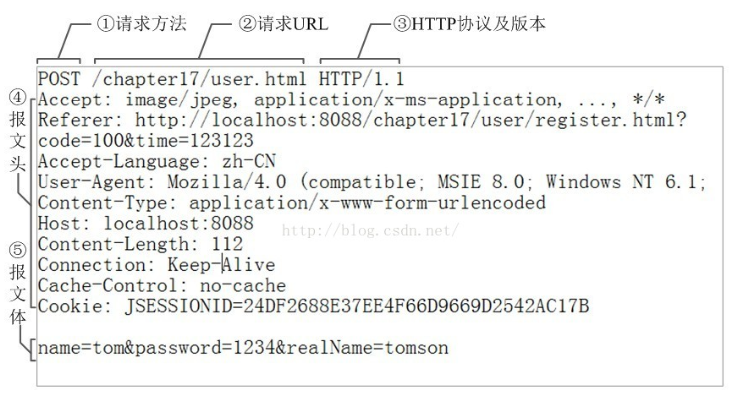 ①请求方法 ②请求URL ③HTTP协议及版本
POST /chapter17/user.html HTTP/1.1
④报文头
Accept: image/jpeg, application/x-ms-application, ..., */*
Referer: http://localhost:8088/chapter17/user/register.html?
code=100&time=123123
Accept-Language: zh-CN
User-Agent: Mozilla/4.0 (compatible; MSIE 8.0; Windows NT 6.1;
Content-Type: application/x-www-form-urlencoded
Host: localhost:8088
http://blog.csdn.net/
Content-Length: 112
Connection: Keep-Alive
Cache-Control: no-cache
Cookie: JSESSIONID=24DF2688E37EE4F66D9669D2542AC17B
⑤报文体
name=tom&password=1234&realName=tomson